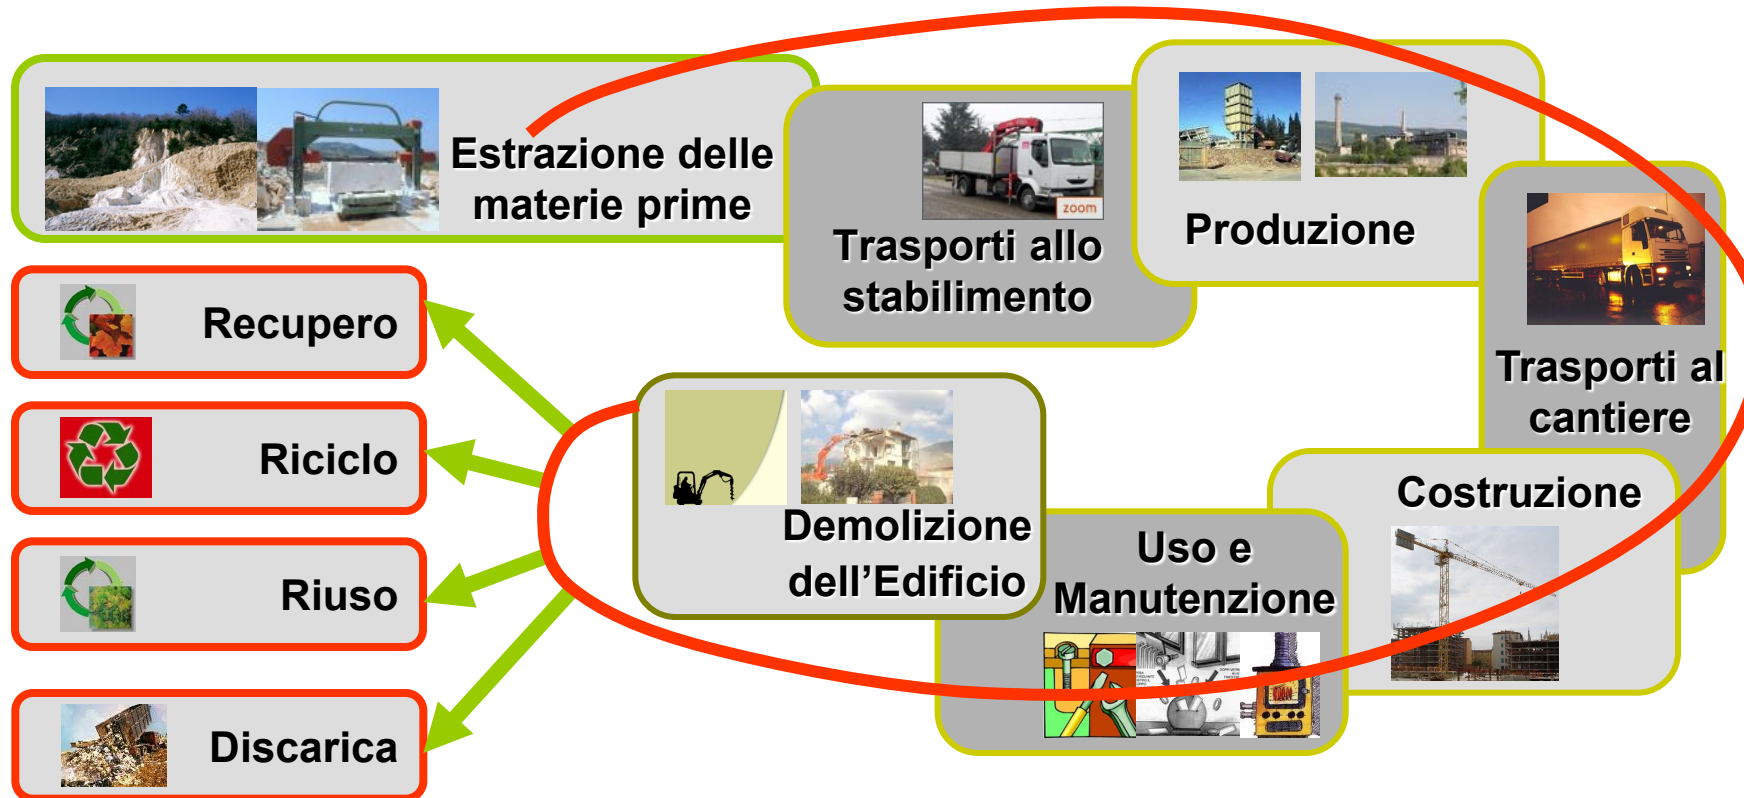 Estrazione delle
materie prime
zoom
Trasporti allo
stabilimento
Produzione
Trasporti al
cantiere
Costruzione
Uso e
Manutenzione
Demolizione
dell’Edificio
Recupero
Riciclo
Riuso
Discarica